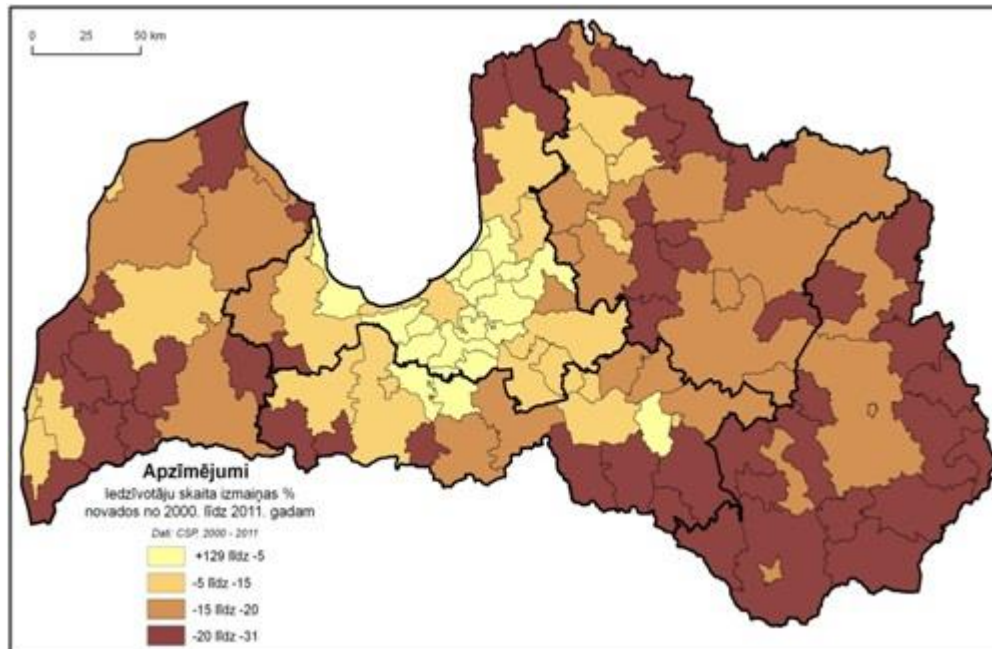 0 25 50 km
Apzīmējumi
Iedzīvotāju skaita izmaiņas %
novados no 2000. līdz 2011. gadam
Dati: CSP, 2000 - 2011
+129 līdz -5
-5 līdz -15
-15 līdz -20
-20 līdz -31